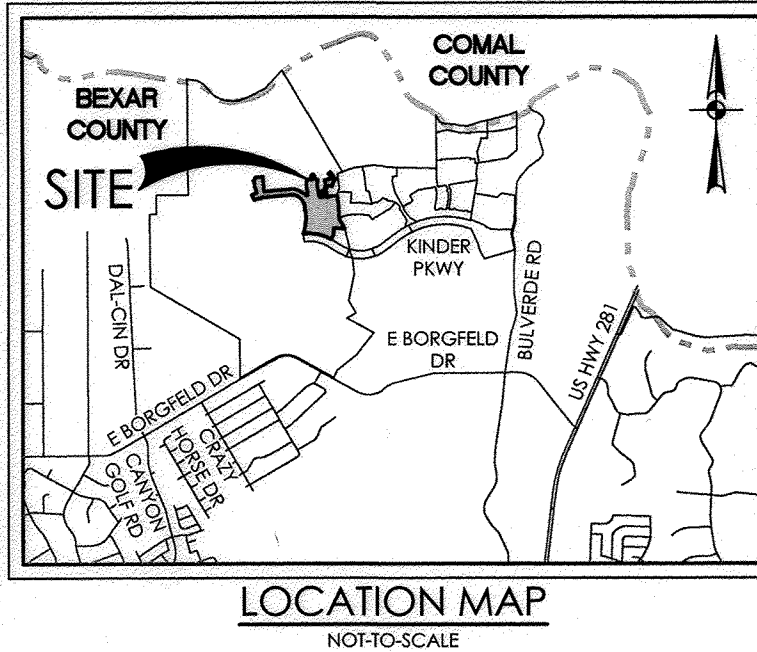 COMAL
COUNTY
BEXAR
COUNTY
SITE
KINDER
PKWY
DAL-CIN DR
BULVERDE RD
E BORGFELD
DR
US HWY 281
E BORGFELD DR
CRAZY
HORSE DR
CANYON
GOLF RD
LOCATION MAP
NOT-TO-SCALE